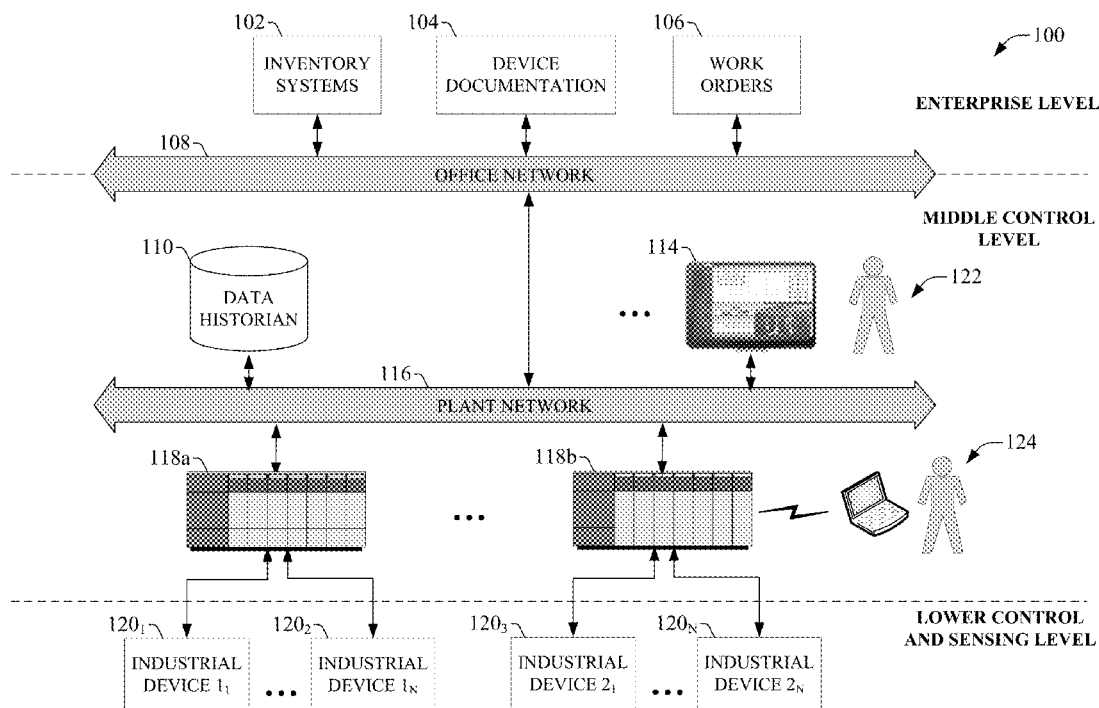 102
104
106
100
INVENTORY
SYSTEMS
DEVICE
DOCUMENTATION
WORK
ORDERS
ENTERPRISE LEVEL
108
OFFICE NETWORK
MIDDLE CONTROL
LEVEL
110
114
122
DATA
HISTORIAN
116
PLANT NETWORK
118a
118b
124
LOWER CONTROL
AND SENSING LEVEL
120₁
120₂
120₃
120ₙ
INDUSTRIAL
DEVICE 1₁
INDUSTRIAL
DEVICE 1ₙ
INDUSTRIAL
DEVICE 2₁
INDUSTRIAL
DEVICE 2ₙ